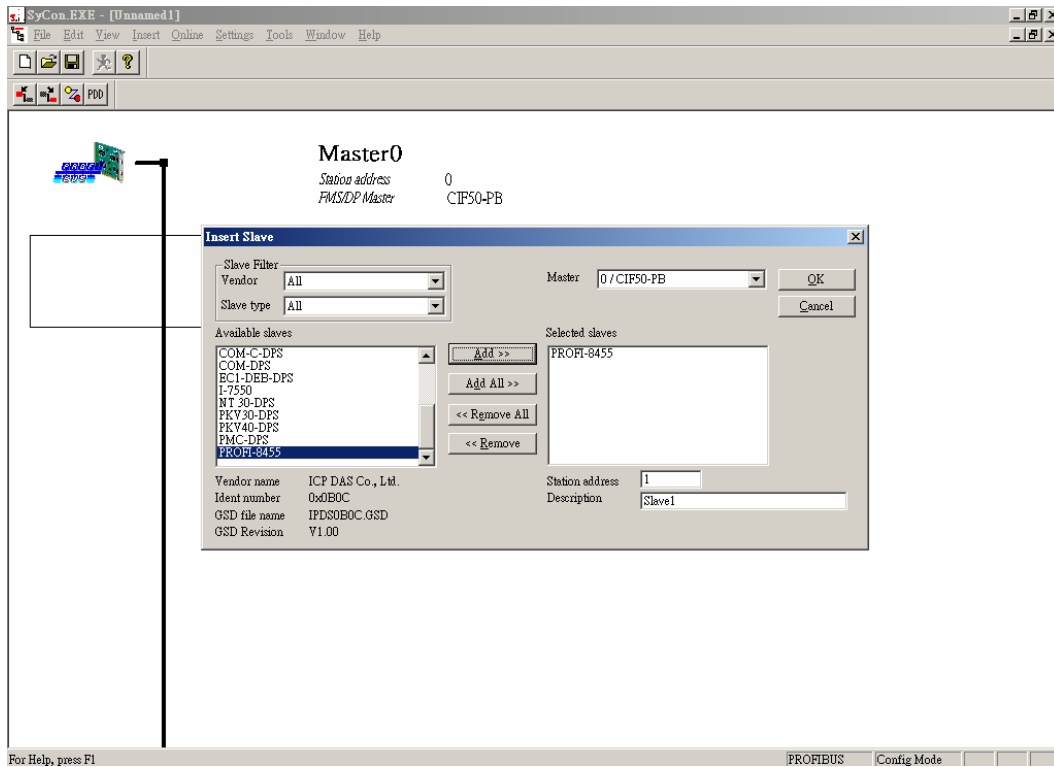 SyCon.EXE - [Unnamed1]
File Edit View Insert Online Settings Tools Window Help
PDD
PROFI
BUS
Master0
Station address 0
FMS/DP Master CIF50-PB
Insert Slave
Slave Filter
Vendor All
Slave type All
Master 0 / CIF50-PB
OK
Cancel
Available slaves
COM-C-DPS
COM-DPS
EC1-DEB-DPS
I-7550
NT 30-DPS
PKV30-DPS
PKV40-DPS
PMC-DPS
PROFI-8455
Add >>
Add All >>
<< Remove All
<< Remove
Selected slaves
PROFI-8455
Vendor name ICP DAS Co., Ltd.
Ident number 0x0B0C
GSD file name IPDS0B0C.GSD
GSD Revision V1.00
Station address 1
Description Slave1
For Help, press F1
PROFIBUS Config Mode